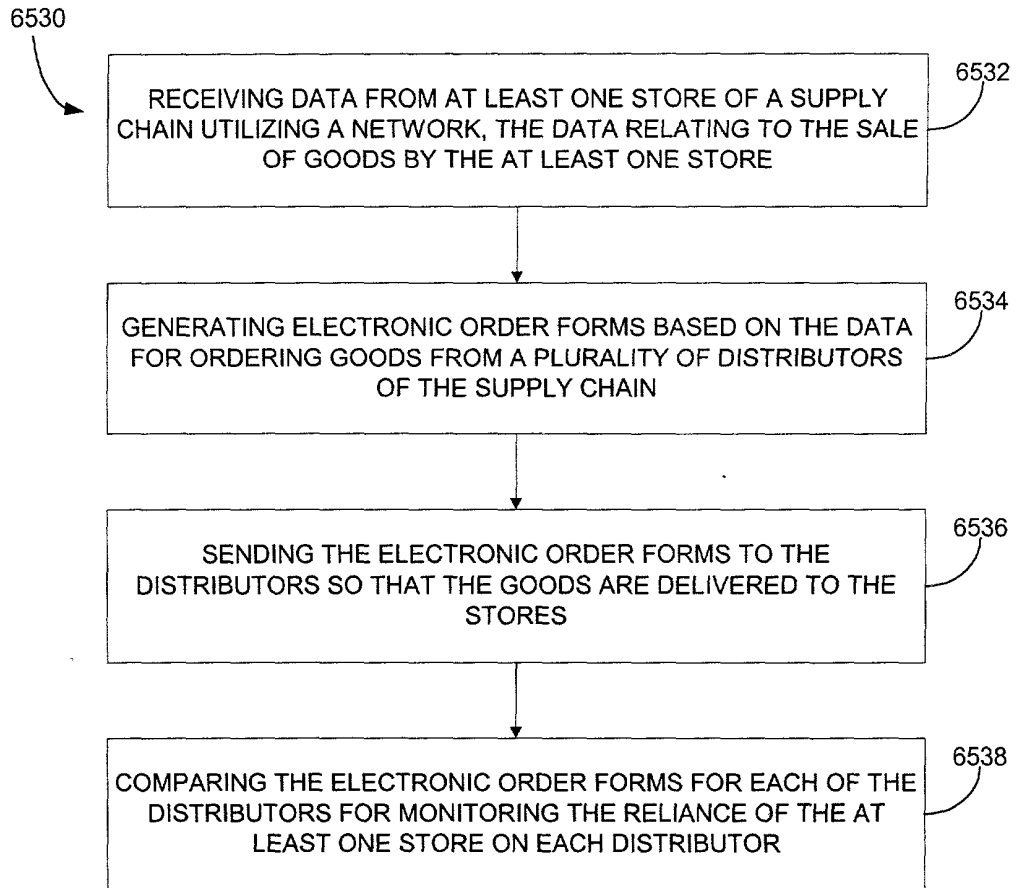 6530
6532
RECEIVING DATA FROM AT LEAST ONE STORE OF A SUPPLY
CHAIN UTILIZING A NETWORK, THE DATA RELATING TO THE SALE
OF GOODS BY THE AT LEAST ONE STORE
6534
GENERATING ELECTRONIC ORDER FORMS BASED ON THE DATA
FOR ORDERING GOODS FROM A PLURALITY OF DISTRIBUTORS
OF THE SUPPLY CHAIN
6536
SENDING THE ELECTRONIC ORDER FORMS TO THE
DISTRIBUTORS SO THAT THE GOODS ARE DELIVERED TO THE
STORES
6538
COMPARING THE ELECTRONIC ORDER FORMS FOR EACH OF THE
DISTRIBUTORS FOR MONITORING THE RELIANCE OF THE AT
LEAST ONE STORE ON EACH DISTRIBUTOR